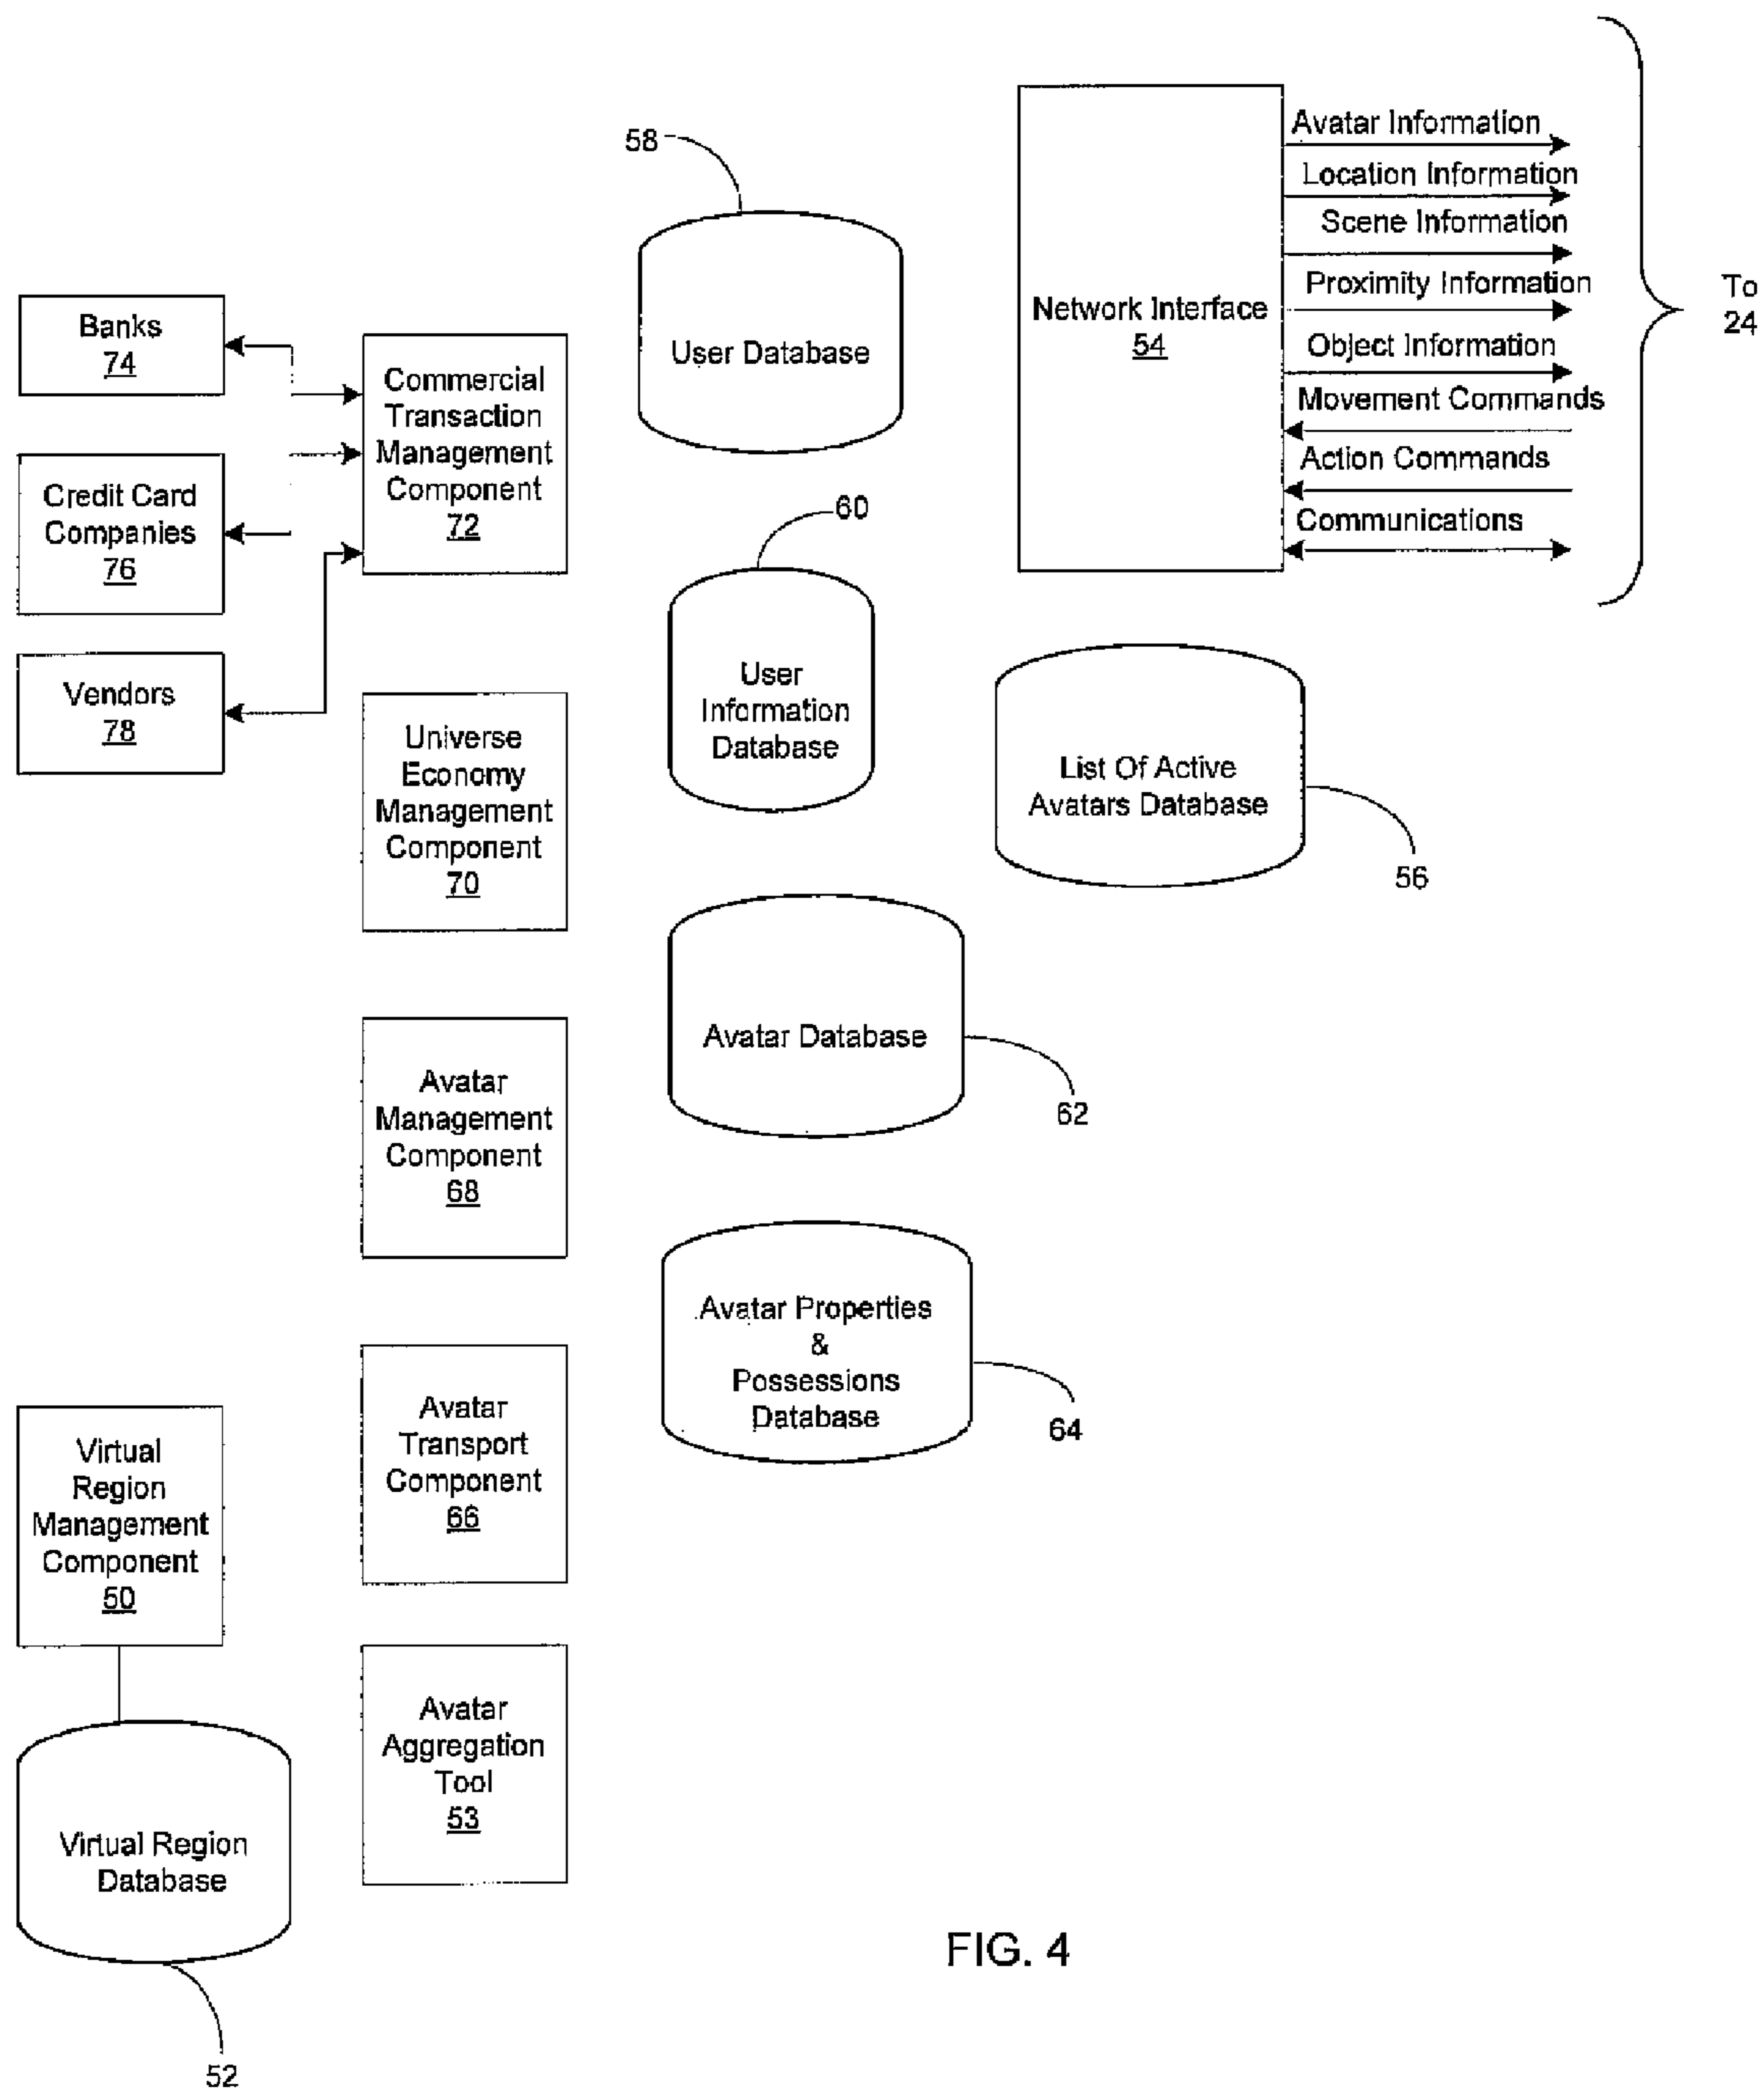 58
Avatar Information
Location Information
Scene Information
Proximity Information
Object Information
Movement Commands
Action Commands
Communications
To
24
Network Interface
54
User Database
Banks
74
Commercial
Transaction
Management
Component
72
Credit Card
Companies
76
Vendors
78
60
User
Information
Database
Universe
Economy
Management
Component
70
List Of Active
Avatars Database
56
Avatar Database
62
Avatar
Management
Component
68
Avatar Properties
&
Possessions
Database
64
Avatar
Transport
Component
66
Virtual
Region
Management
Component
50
Avatar
Aggregation
Tool
53
Virtual Region
Database
52
FIG. 4